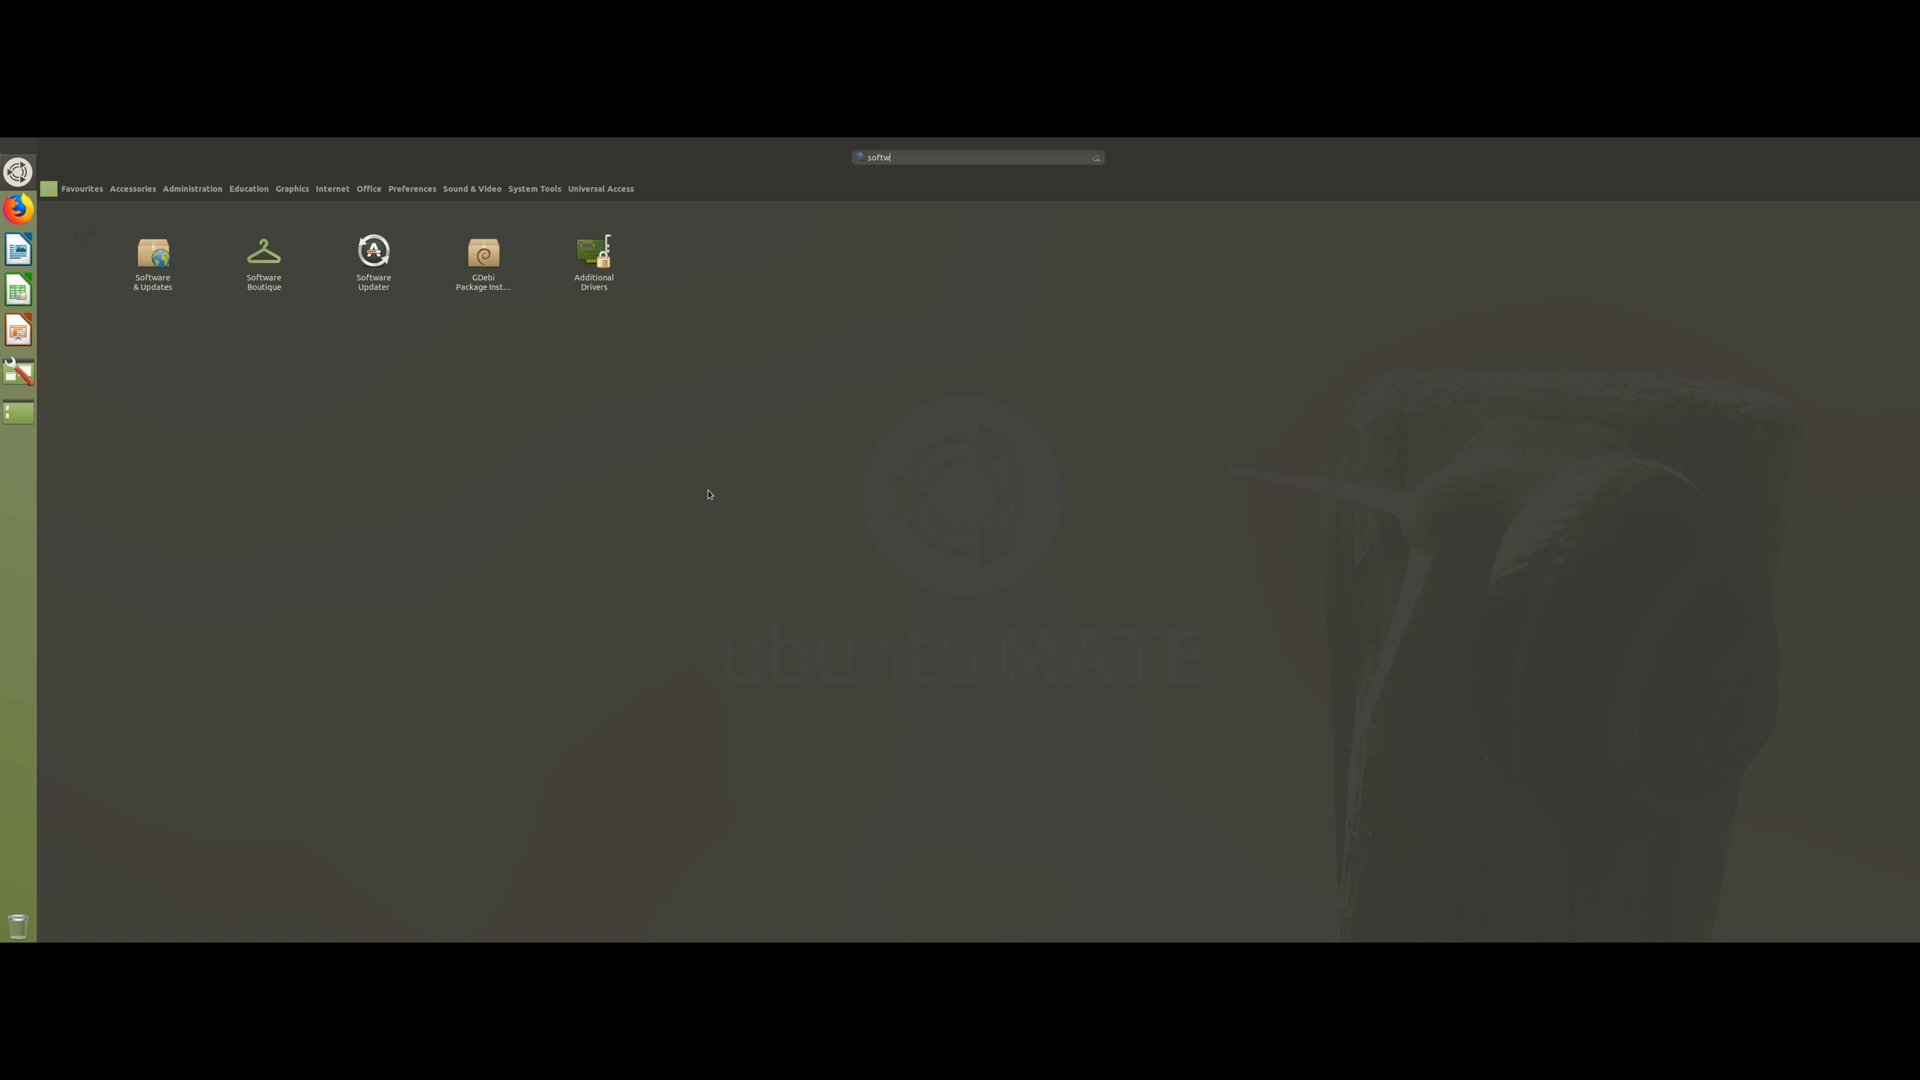 softw
Favourites Accessories Administration Education Graphics Internet Office Preferences Sound & Video System Tools Universal Access
Software
& Updates
Software
Boutique
Software
Updater
GDebi
Package Inst...
Additional
Drivers
ubuntu MATE